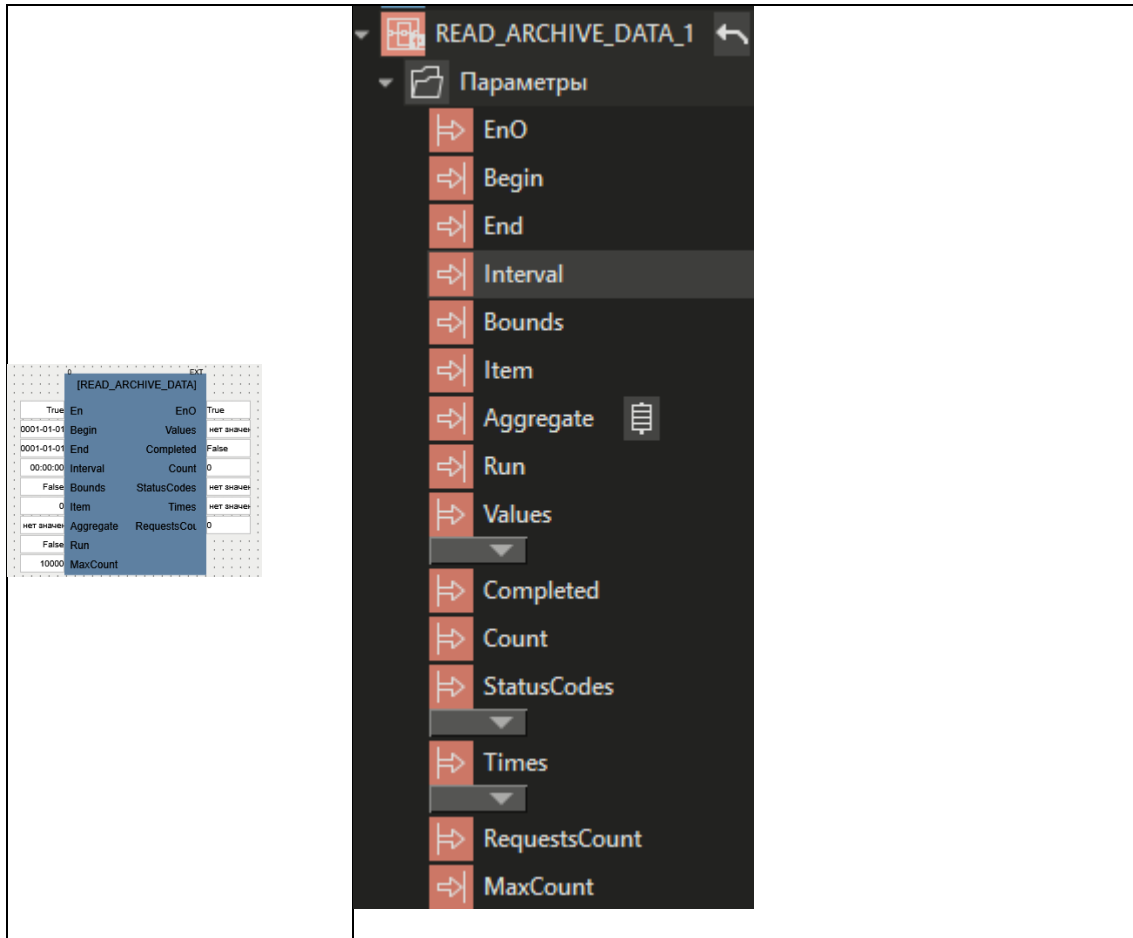 0 EXT
[READ_ARCHIVE_DATA]
True En EnO True
0001-01-01 Begin Values нет значен
0001-01-01 End Completed False
00:00:00 Interval Count 0
False Bounds StatusCodes нет значен
0 Item Times нет значен
нет значен Aggregate RequestsCou 0
False Run
10000 MaxCount
READ_ARCHIVE_DATA_1
Параметры
EnO
Begin
End
Interval
Bounds
Item
Aggregate
Run
Values
Completed
Count
StatusCodes
Times
RequestsCount
MaxCount